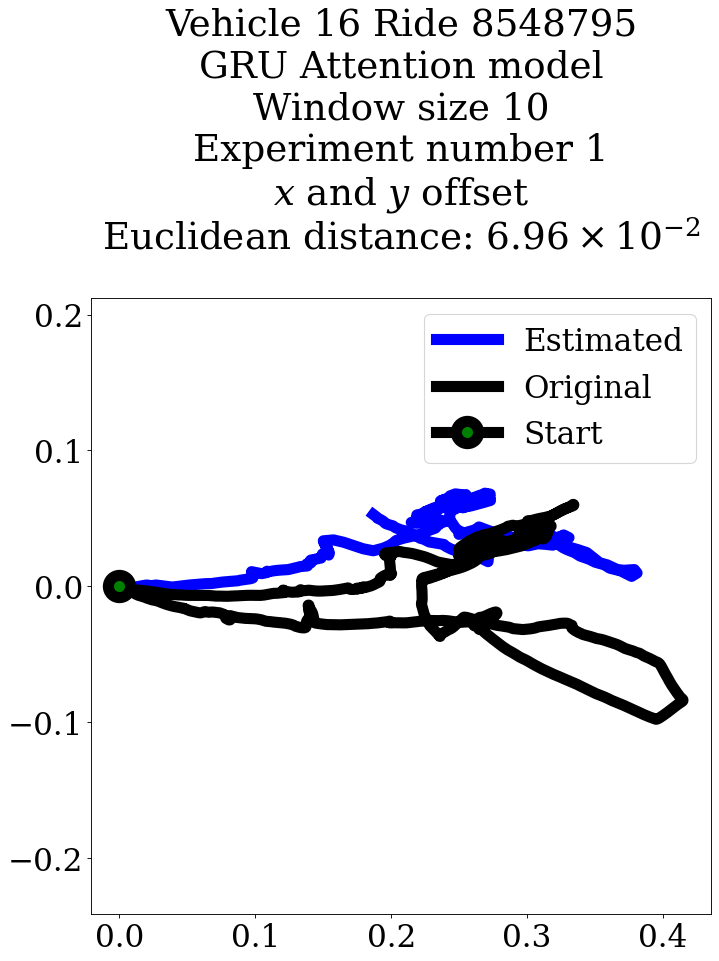 Vehicle 16 Ride 8548795
GRU Attention model
Window size 10
Experiment number 1
x and y offset
Euclidean distance: 6.96 × 10⁻²
Estimated
Original
Start
0.2
0.1
0.0
−0.1
−0.2
0.0 0.1 0.2 0.3 0.4